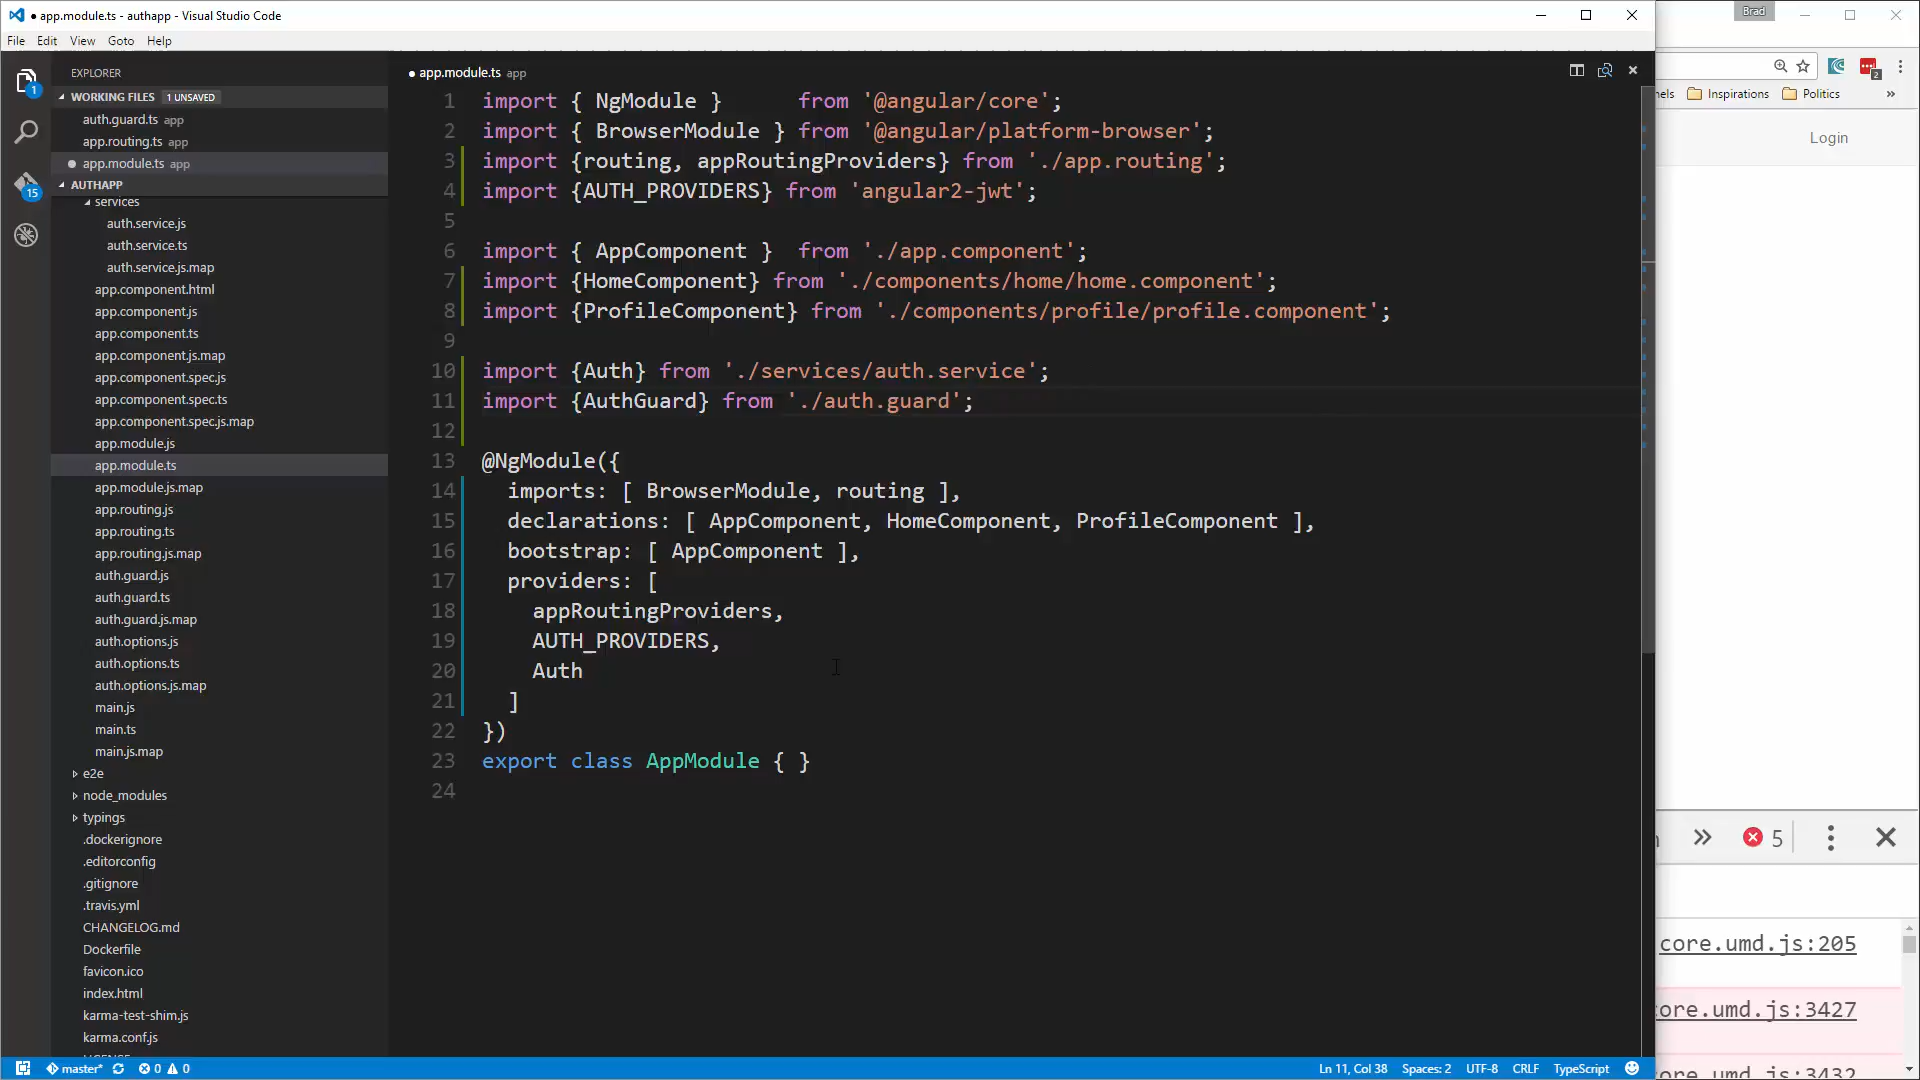 ● app.module.ts - authapp - Visual Studio Code
Brad
File Edit View Goto Help
EXPLORER
WORKING FILES 1 UNSAVED
auth.guard.ts app
app.routing.ts app
app.module.ts app
AUTHAPP
services
auth.service.js
auth.service.ts
auth.service.js.map
app.component.html
app.component.js
app.component.ts
app.component.js.map
app.component.spec.js
app.component.spec.ts
app.component.spec.js.map
app.module.js
app.module.ts
app.module.js.map
app.routing.js
app.routing.ts
app.routing.js.map
auth.guard.js
auth.guard.ts
auth.guard.js.map
auth.options.js
auth.options.ts
auth.options.js.map
main.js
main.ts
main.js.map
e2e
node_modules
typings
.dockerignore
.editorconfig
.gitignore
.travis.yml
CHANGELOG.md
Dockerfile
favicon.ico
index.html
karma-test-shim.js
karma.conf.js
1
15
● app.module.ts app
1 import { NgModule }      from '@angular/core';
2 import { BrowserModule } from '@angular/platform-browser';
3 import {routing, appRoutingProviders} from './app.routing';
4 import {AUTH_PROVIDERS} from 'angular2-jwt';
5
6 import { AppComponent }  from './app.component';
7 import {HomeComponent} from './components/home/home.component';
8 import {ProfileComponent} from './components/profile/profile.component';
9
10 import {Auth} from './services/auth.service';
11 import {AuthGuard} from './auth.guard';
12
13 @NgModule({
14   imports: [ BrowserModule, routing ],
15   declarations: [ AppComponent, HomeComponent, ProfileComponent ],
16   bootstrap: [ AppComponent ],
17   providers: [
18     appRoutingProviders,
19     AUTH_PROVIDERS,
20     Auth
21   ]
22 })
23 export class AppModule { }
24
master* 0 0
Ln 11, Col 38 Spaces: 2 UTF-8 CRLF TypeScript
2
nels Inspirations Politics »
Login
5
core.umd.js:205
core.umd.js:3427